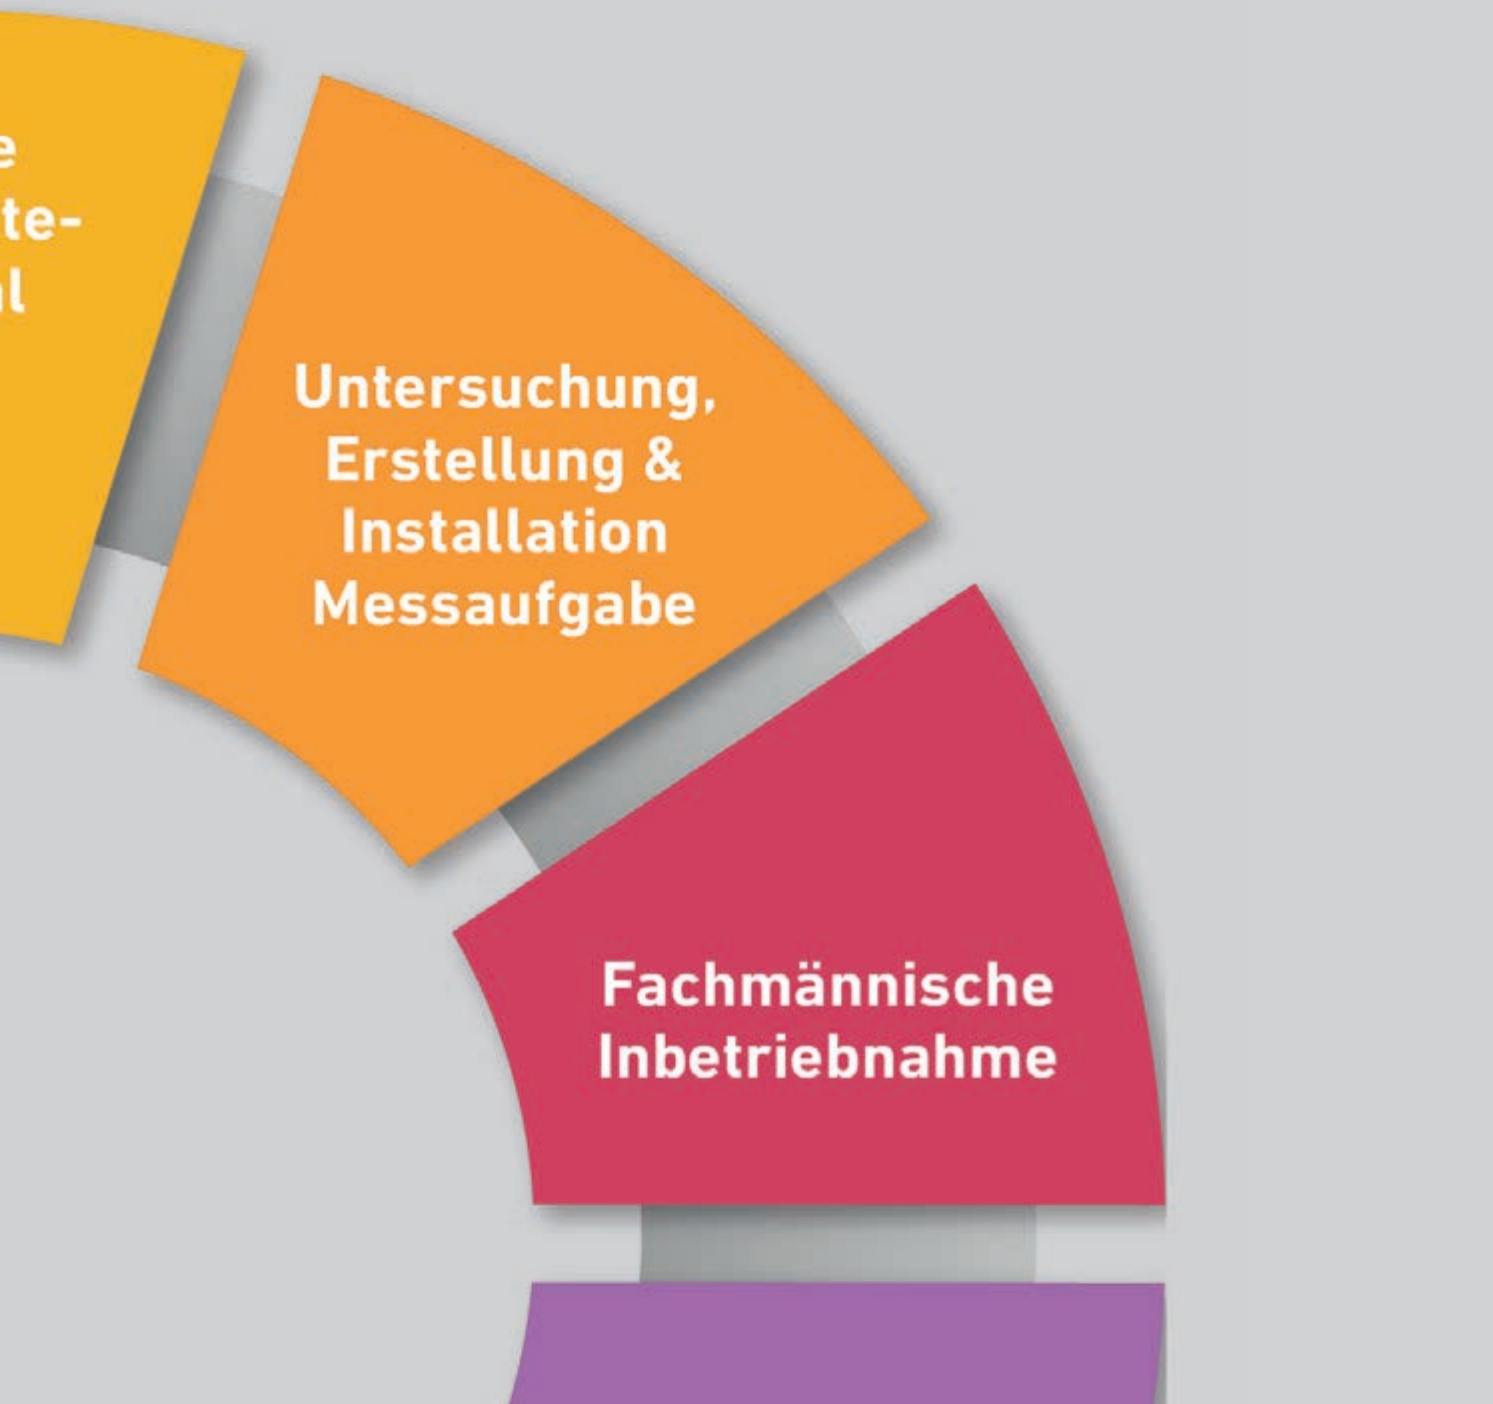 Untersuchung,
Erstellung &
Installation
Messaufgabe
Fachmännische
Inbetriebnahme